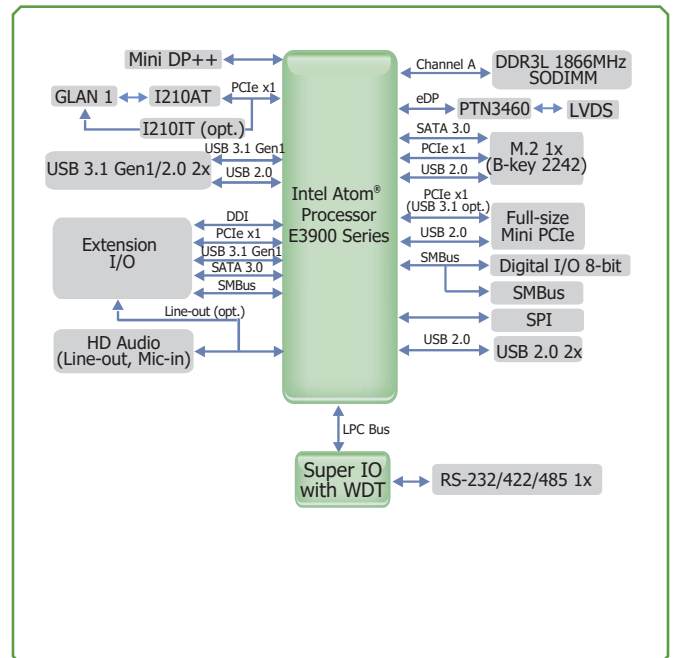 Mini DP++
GLAN 1
I210AT
PCIe x1
I210IT (opt.)
USB 3.1 Gen1/2.0 2x
USB 3.1 Gen1
USB 2.0
Extension
I/O
DDI
PCIe x1
USB 3.1 Gen1
SATA 3.0
SMBus
Line-out (opt.)
HD Audio
(Line-out, Mic-in)
Intel Atom®
Processor
E3900 Series
Channel A
DDR3L 1866MHz
SODIMM
eDP
PTN3460
LVDS
SATA 3.0
PCIe x1
USB 2.0
M.2 1x
(B-key 2242)
PCIe x1
(USB 3.1 opt.)
USB 2.0
Full-size
Mini PCIe
SMBus
Digital I/O 8-bit
SMBus
SPI
USB 2.0
USB 2.0 2x
LPC Bus
Super IO
with WDT
RS-232/422/485 1x